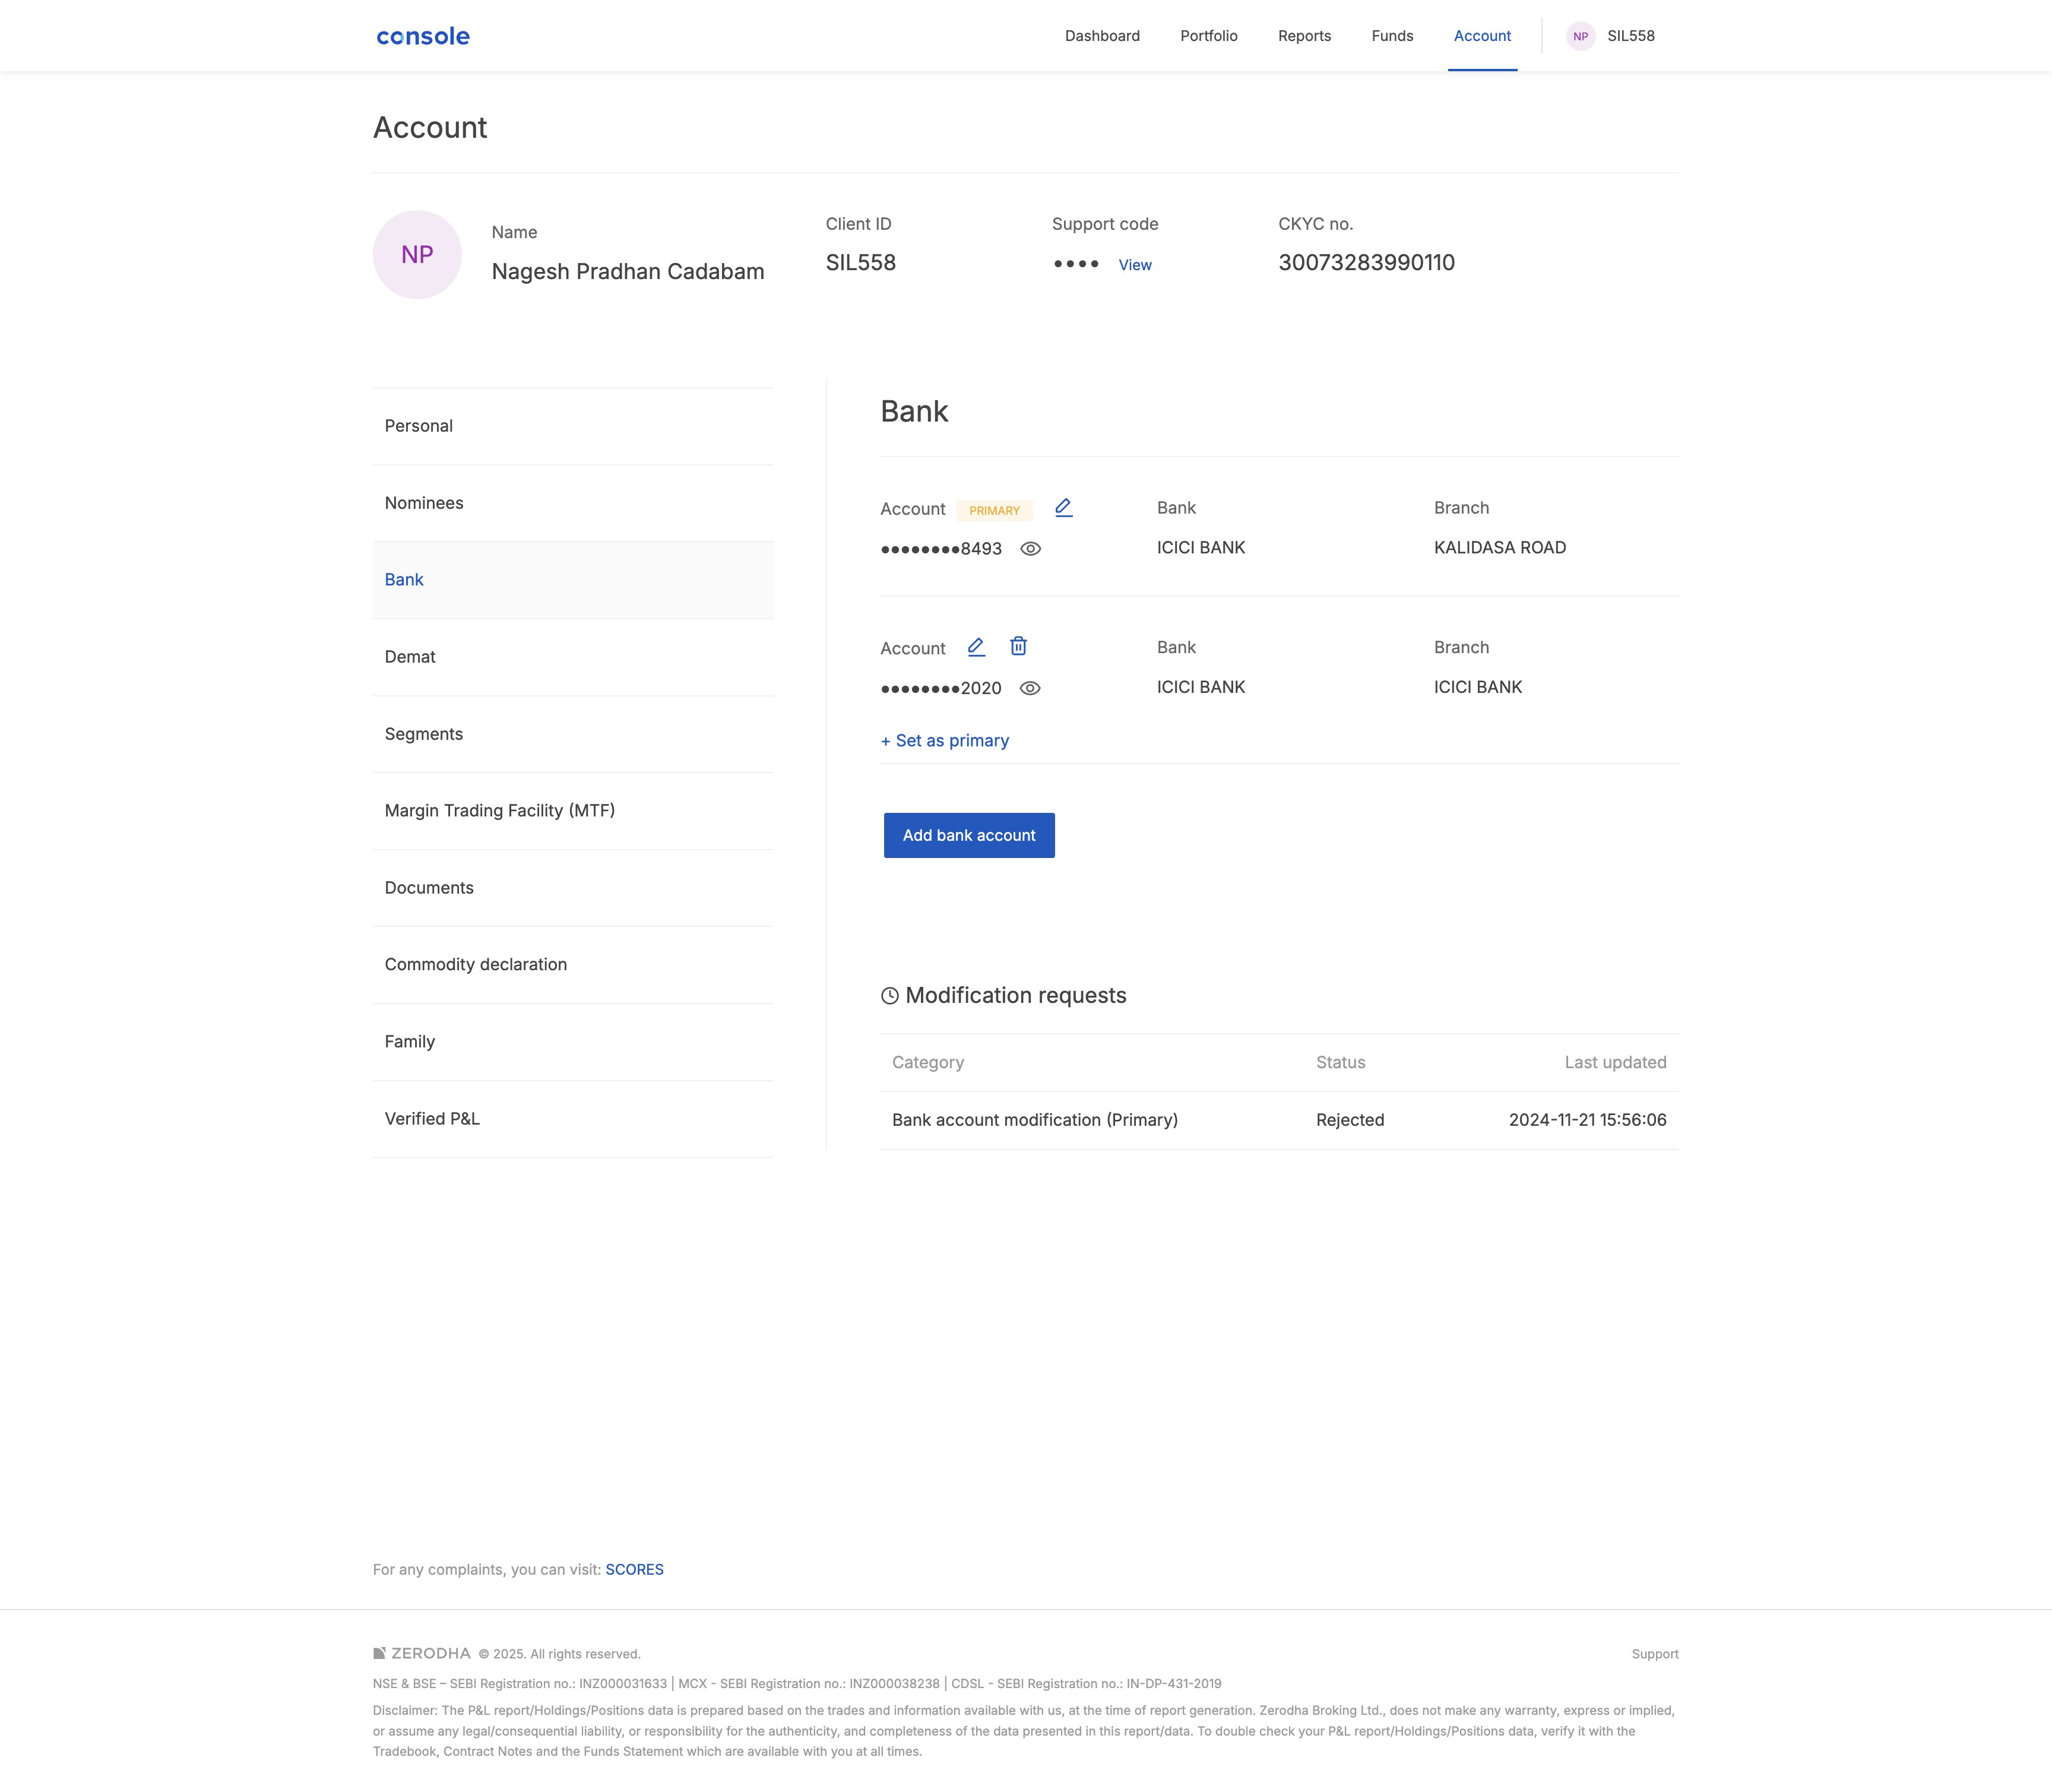 console
Dashboard Portfolio Reports Funds Account NP SIL558
Account
NP
Name
Nagesh Pradhan Cadabam
Client ID
SIL558
Support code
•••• View
CKYC no.
30073283990110
Personal
Nominees
Bank
Demat
Segments
Margin Trading Facility (MTF)
Documents
Commodity declaration
Family
Verified P&L
Bank
Account PRIMARY Bank Branch
••••••••8493 ICICI BANK KALIDASA ROAD
Account Bank Branch
••••••••2020 ICICI BANK ICICI BANK
+ Set as primary
Add bank account
Modification requests
Category Status Last updated
Bank account modification (Primary) Rejected 2024-11-21 15:56:06
For any complaints, you can visit: SCORES
ZERODHA © 2025. All rights reserved. Support
NSE & BSE – SEBI Registration no.: INZ000031633 | MCX - SEBI Registration no.: INZ000038238 | CDSL - SEBI Registration no.: IN-DP-431-2019
Disclaimer: The P&L report/Holdings/Positions data is prepared based on the trades and information available with us, at the time of report generation. Zerodha Broking Ltd., does not make any warranty, express or implied,
or assume any legal/consequential liability, or responsibility for the authenticity, and completeness of the data presented in this report/data. To double check your P&L report/Holdings/Positions data, verify it with the
Tradebook, Contract Notes and the Funds Statement which are available with you at all times.